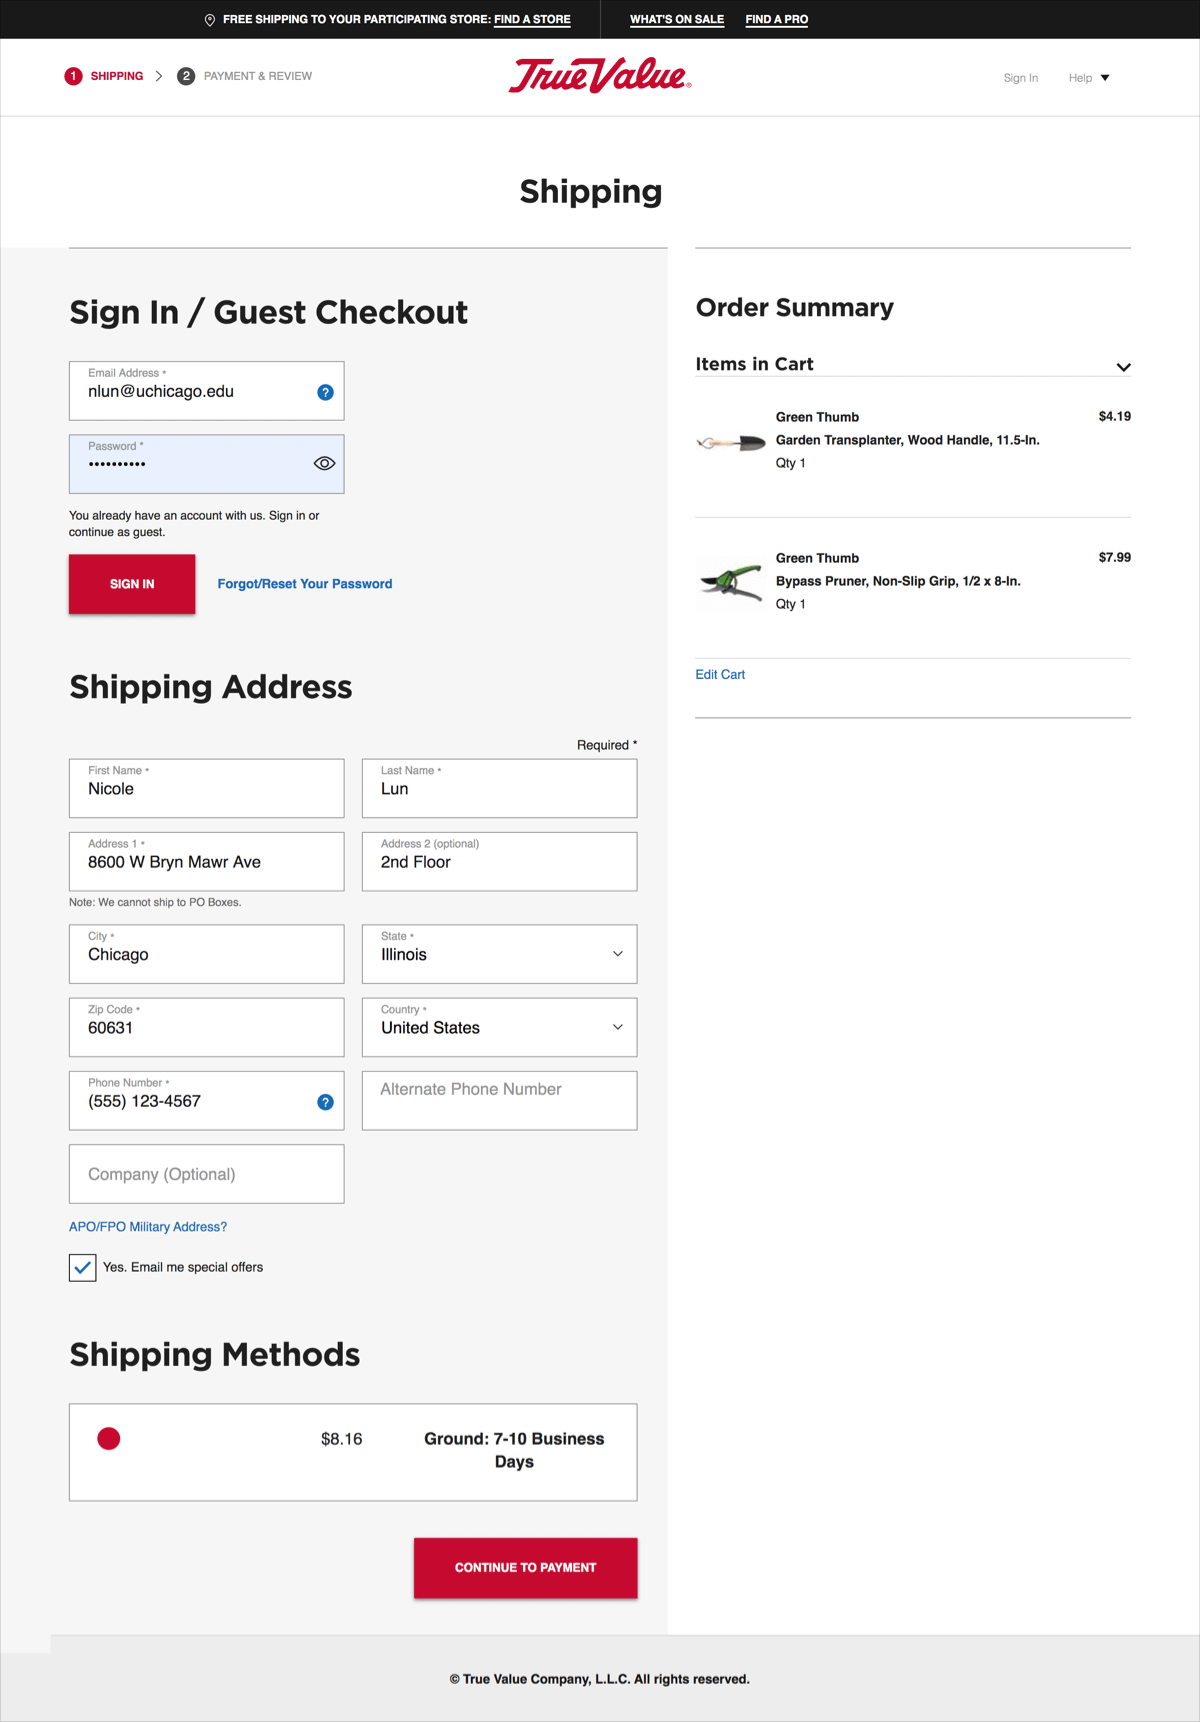 FREE SHIPPING TO YOUR PARTICIPATING STORE: FIND A STORE
WHAT'S ON SALE
FIND A PRO
1 SHIPPING
2 PAYMENT & REVIEW
True Value®
Sign In
Help
Shipping
Sign In / Guest Checkout
Email Address *
nlun@uchicago.edu
?
Password *
••••••••••
You already have an account with us. Sign in or
continue as guest.
SIGN IN
Forgot/Reset Your Password
Shipping Address
Required *
First Name *
Nicole
Last Name *
Lun
Address 1 *
8600 W Bryn Mawr Ave
Address 2 (optional)
2nd Floor
Note: We cannot ship to PO Boxes.
City *
Chicago
State *
Illinois
Zip Code *
60631
Country *
United States
Phone Number *
(555) 123-4567
?
Alternate Phone Number
Company (Optional)
APO/FPO Military Address?
Yes. Email me special offers
Shipping Methods
$8.16
Ground: 7-10 Business
Days
CONTINUE TO PAYMENT
Order Summary
Items in Cart
Green Thumb
$4.19
Garden Transplanter, Wood Handle, 11.5-In.
Qty 1
Green Thumb
$7.99
Bypass Pruner, Non-Slip Grip, 1/2 x 8-In.
Qty 1
Edit Cart
© True Value Company, L.L.C. All rights reserved.